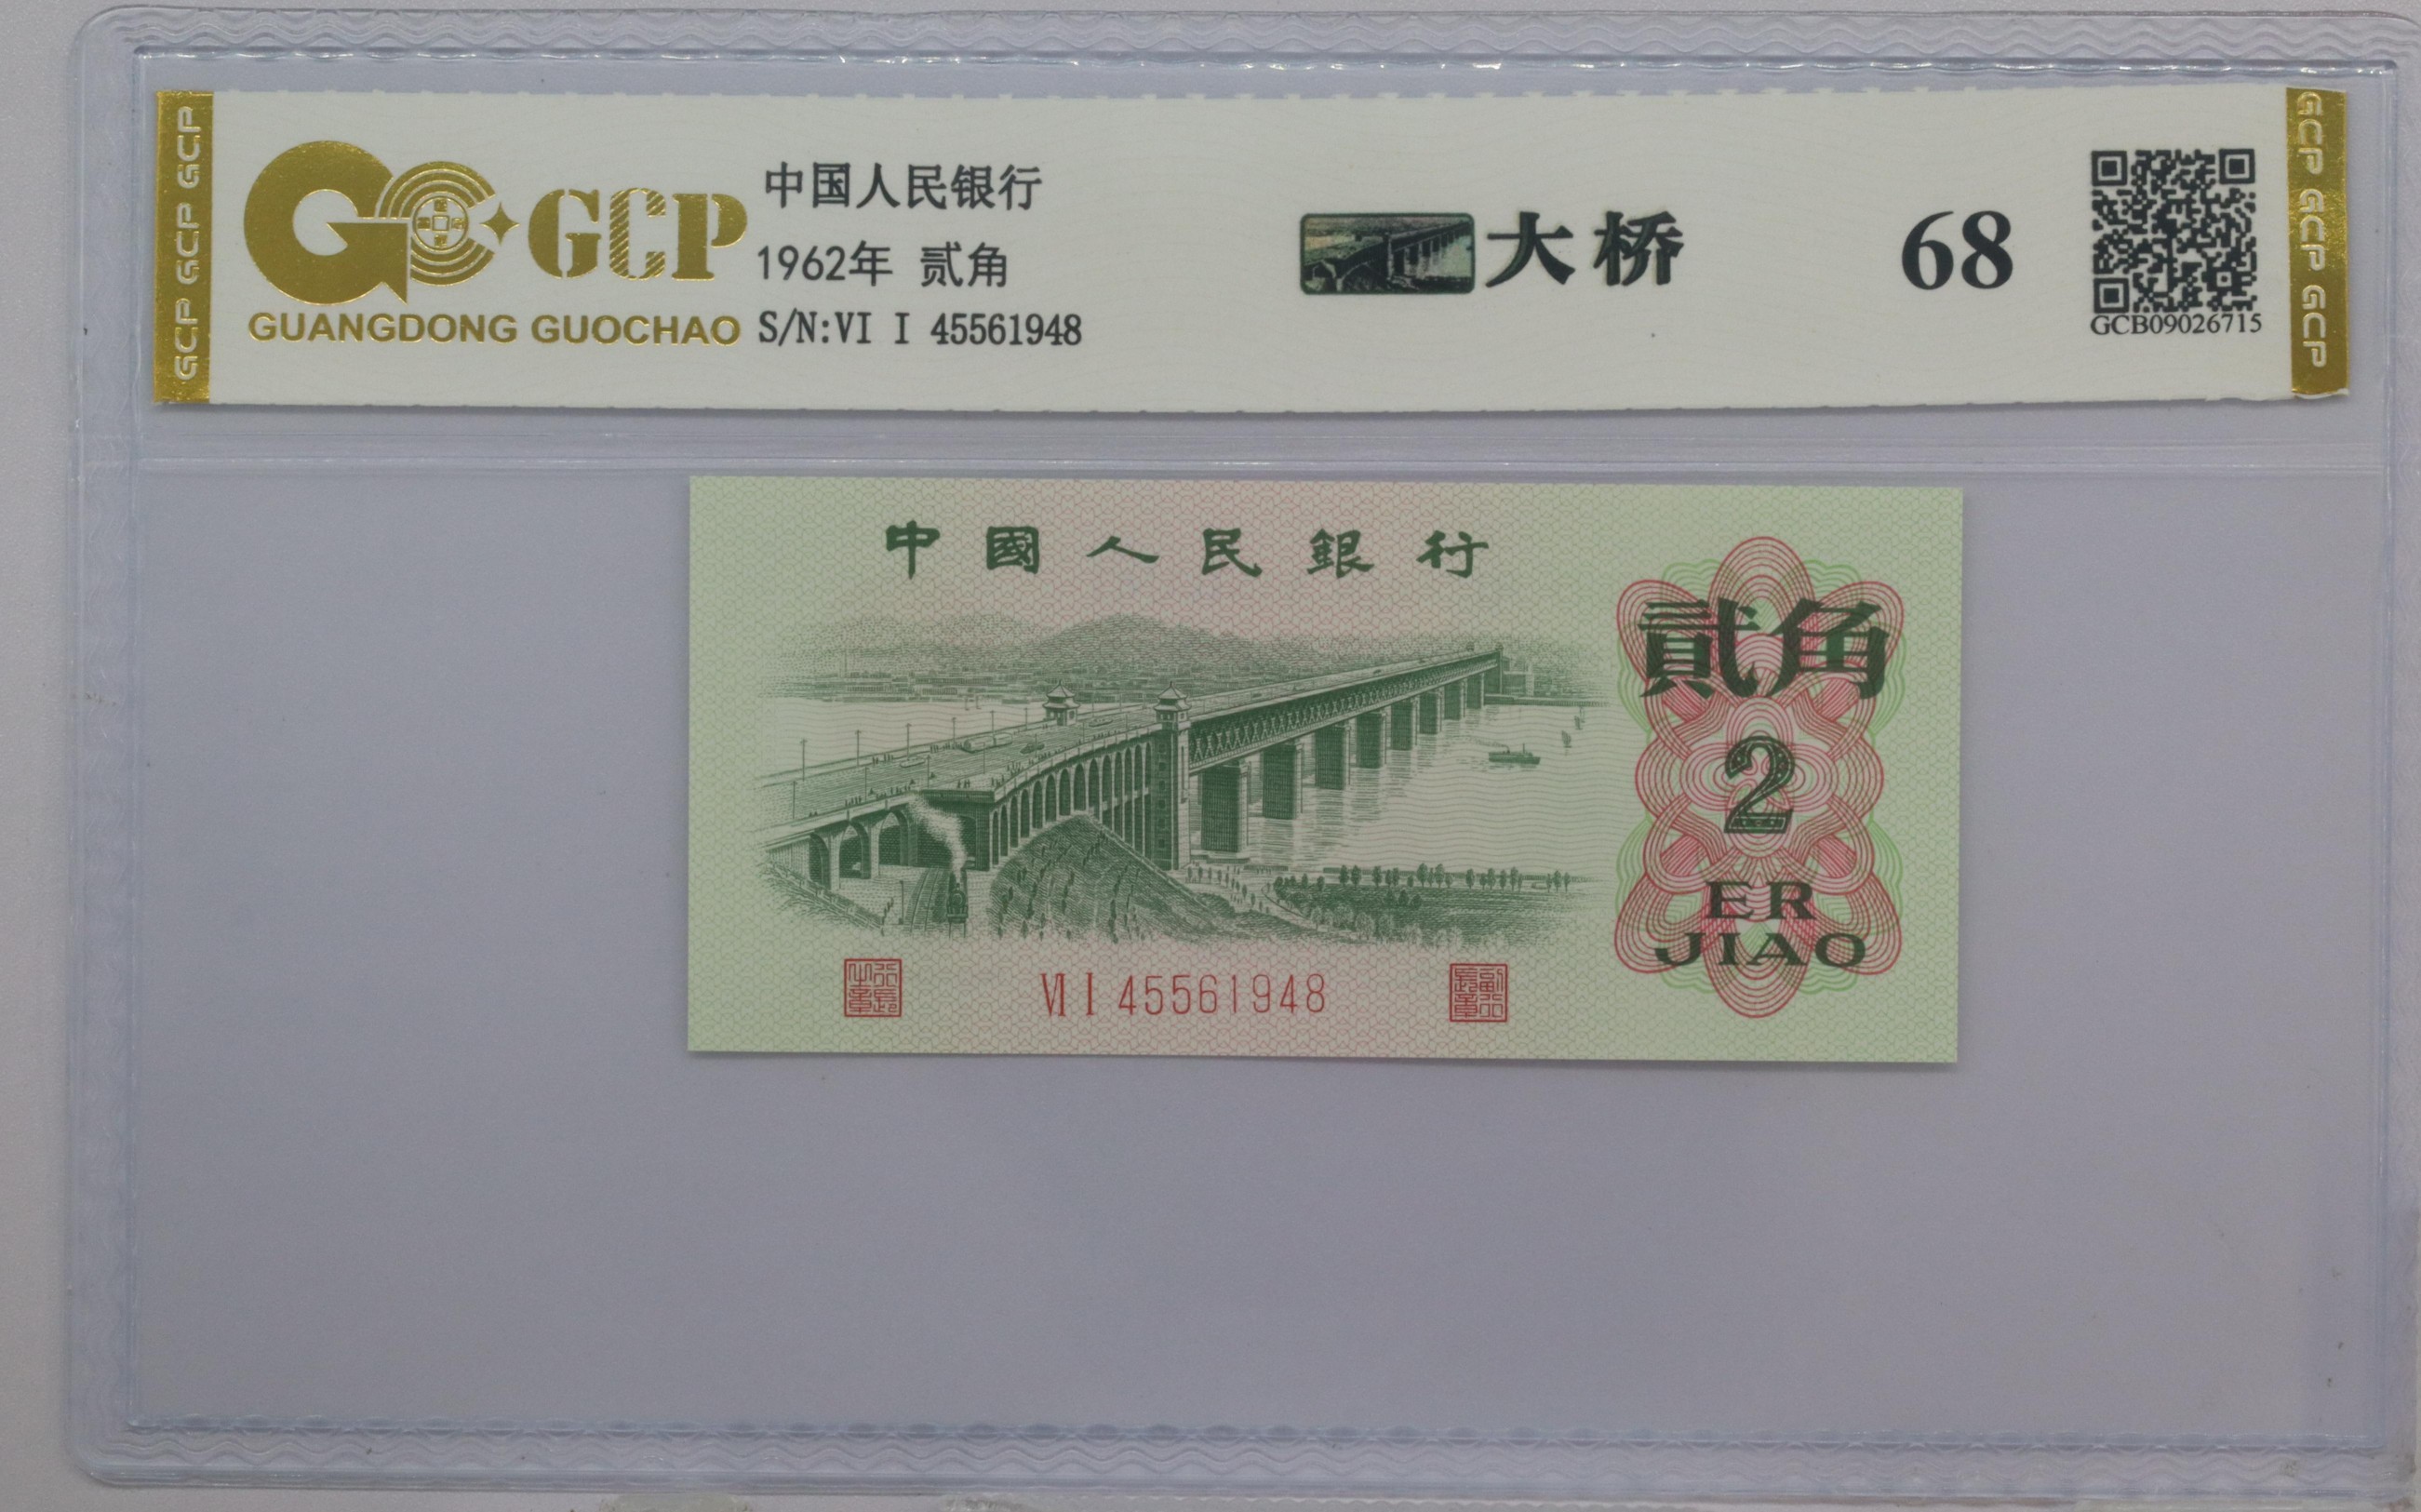 GCP GCP GCP
GCP
GUANGDONG GUOCHAO
中国人民银行
1962年 贰角
S/N:VI I 45561948
大桥
68
GCB09026715
GCP GCP GCP
中國人民銀行
貳角
2
ER
JIAO
VI I 45561948